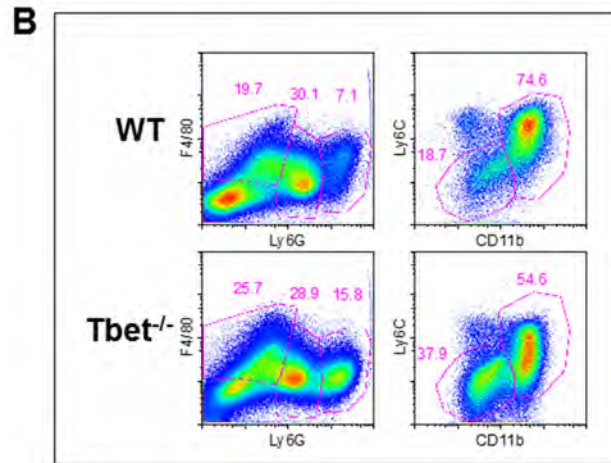 B
WT
19.7 30.1 7.1
F4/80
Ly6G
74.6
18.7
Ly6C
CD11b
Tbet-/-
25.7 28.9 15.8
F4/80
Ly6G
54.6
37.9
Ly6C
CD11b